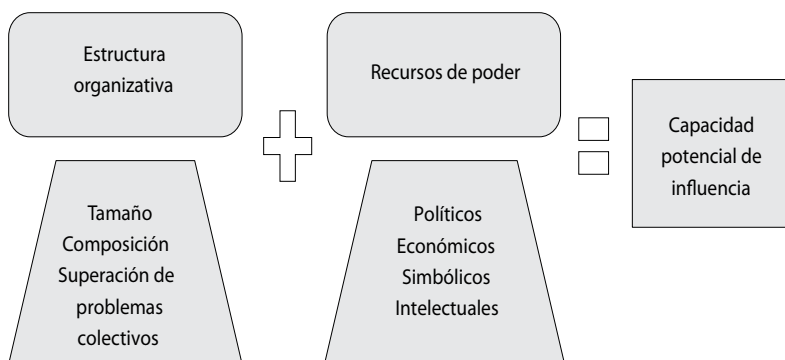 Estructura
organizativa
Tamaño
Composición
Superación de
problemas
colectivos
Recursos de poder
Políticos
Económicos
Simbólicos
Intelectuales
Capacidad
potencial de
influencia